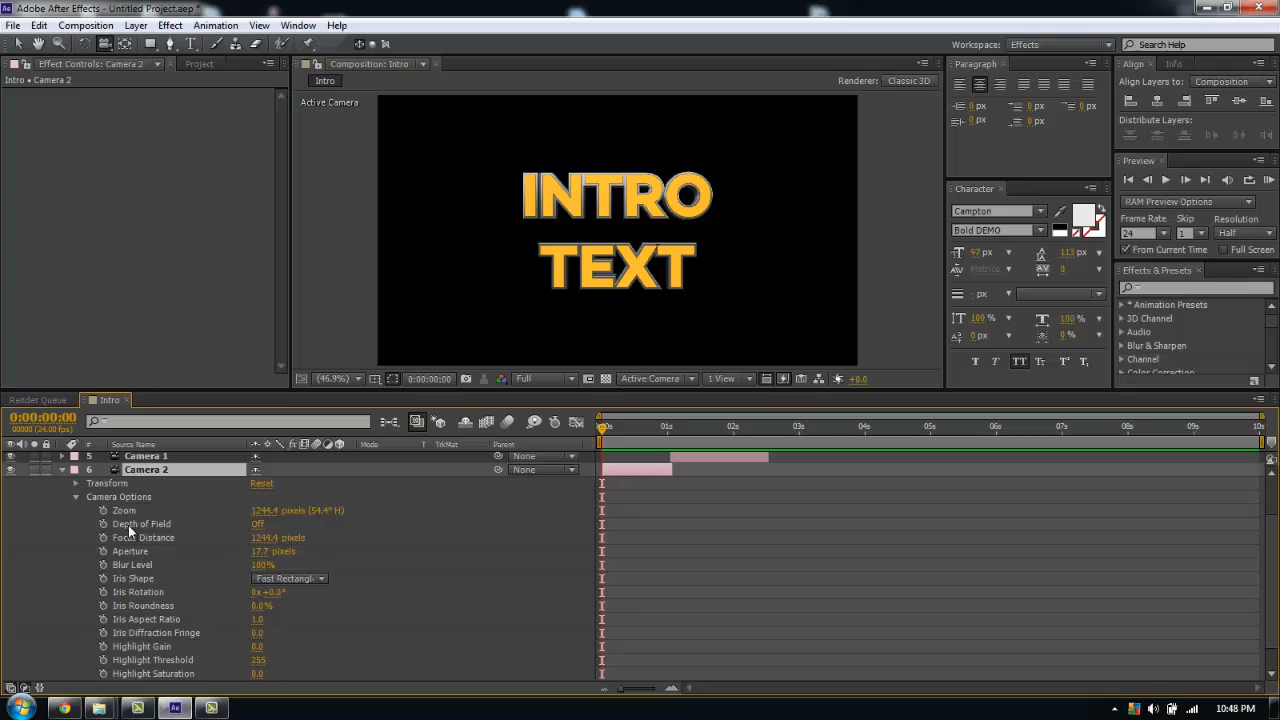 Adobe After Effects - Untitled Project.aep *
File Edit Composition Layer Effect Animation View Window Help
Workspace: Effects Search Help
Effect Controls: Camera 2 Project
Intro • Camera 2
Composition: Intro
Intro
Renderer: Classic 3D
Active Camera
INTRO
TEXT
(46.9%) 0:00:00:00 Full Active Camera 1 View +0.0
Paragraph
0 px 0 px 0 px
0 px 0 px
Character
Campton
Bold DEMO
97 px 113 px
Metrics 0
- px
100 % 100 %
0 px 0 %
TT T TT Tr T¹ T₁
Align Info
Align Layers to: Composition
Distribute Layers:
Preview
RAM Preview Options
Frame Rate Skip Resolution
24 1 Half
From Current Time Full Screen
Effects & Presets
* Animation Presets
3D Channel
Audio
Blur & Sharpen
Channel
Color Correction
Render Queue Intro
0:00:00:00
00000 (24.00 fps)
00s 01s 02s 03s 04s 05s 06s 07s 08s 09s 10s
# Source Name Mode T TrkMat Parent
5 Camera 1 None
6 Camera 2 None
Transform Reset
Camera Options
Zoom 1244.4 pixels (54.4° H)
Depth of Field Off
Focus Distance 1244.4 pixels
Aperture 17.7 pixels
Blur Level 100%
Iris Shape Fast Rectangl
Iris Rotation 0x+0.0°
Iris Roundness 0.0%
Iris Aspect Ratio 1.0
Iris Diffraction Fringe 0.0
Highlight Gain 0.0
Highlight Threshold 255
Highlight Saturation 0.0
10:48 PM